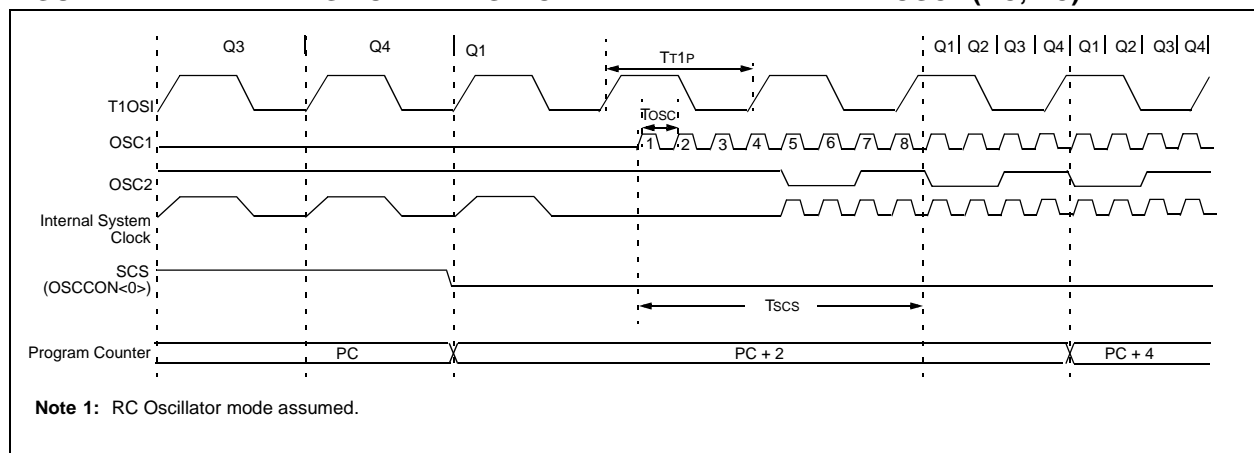 Q3 Q4 Q1 Q1 Q2 Q3 Q4 Q1 Q2 Q3 Q4
TT1P
T1OSI
TOSC
OSC1
1 2 3 4 5 6 7 8
OSC2
Internal System
Clock
SCS
(OSCCON<0>)
TSCS
Program Counter PC PC + 2 PC + 4
Note 1: RC Oscillator mode assumed.